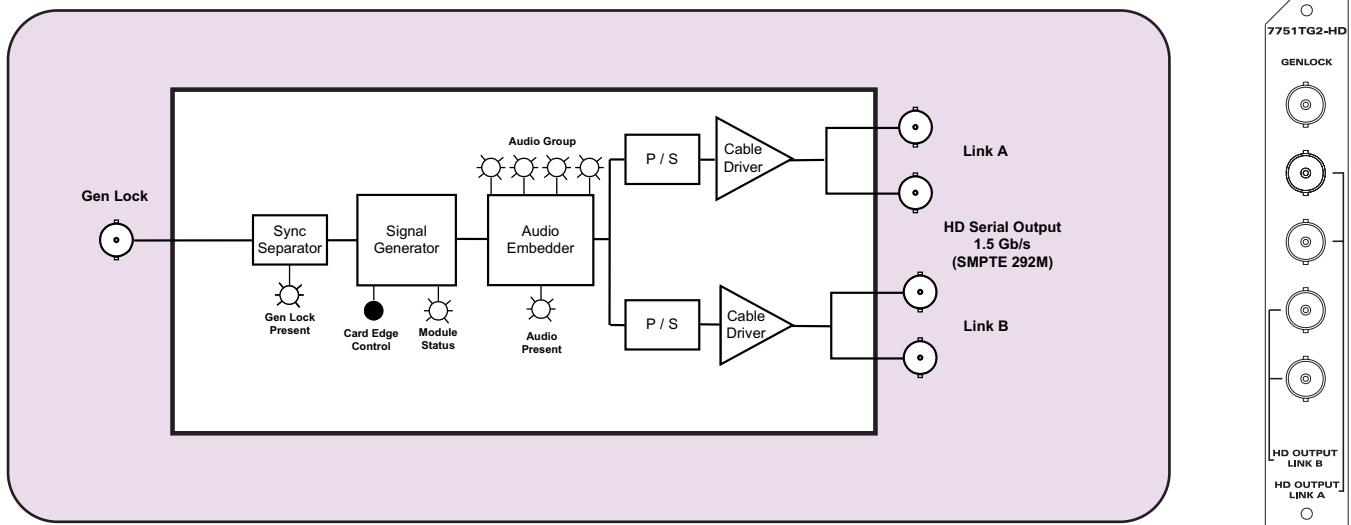 Gen Lock
Sync
Separator
Gen Lock
Present
Signal
Generator
Card Edge
Control
Module
Status
Audio Group
Audio
Embedder
Audio
Present
P / S
Cable
Driver
P / S
Cable
Driver
Link A
HD Serial Output
1.5 Gb/s
(SMPTE 292M)
Link B
7751TG2-HD
GENLOCK
HD OUTPUT
LINK B
HD OUTPUT
LINK A